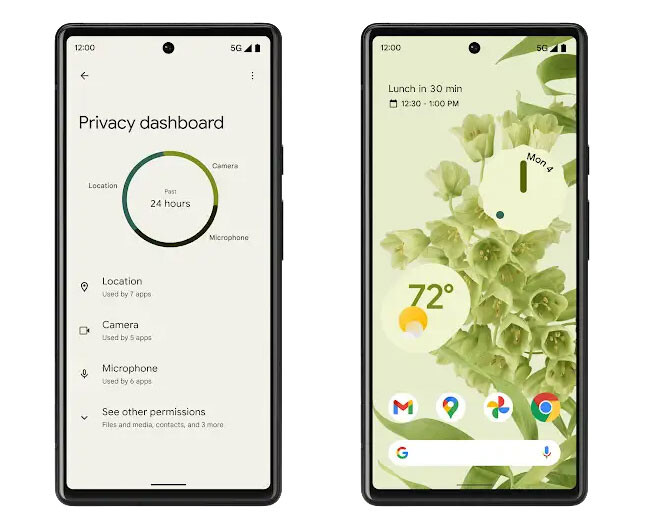 12:00
5G
Privacy dashboard
Camera
Location
Past
24 hours
Microphone
Location
Used by 7 apps
Camera
Used by 5 apps
Microphone
Used by 6 apps
See other permissions
Files and media, contacts, and 3 more
12:00
5G
Lunch in 30 min
12:30 - 1:00 PM
Mon 4
72°
G